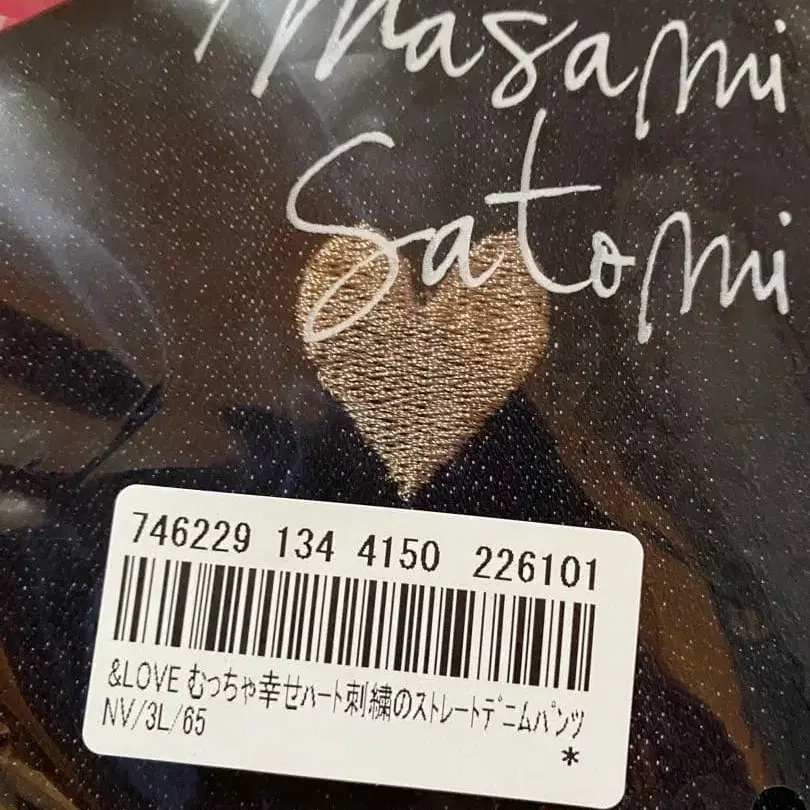 Masami
Satomi
746229 134 4150 226101
&LOVE むっちゃ幸せﾊｰﾄ刺繍のｽﾄﾚｰﾄﾃﾞﾆﾑﾊﾟﾝﾂ
NV/3L/65
*